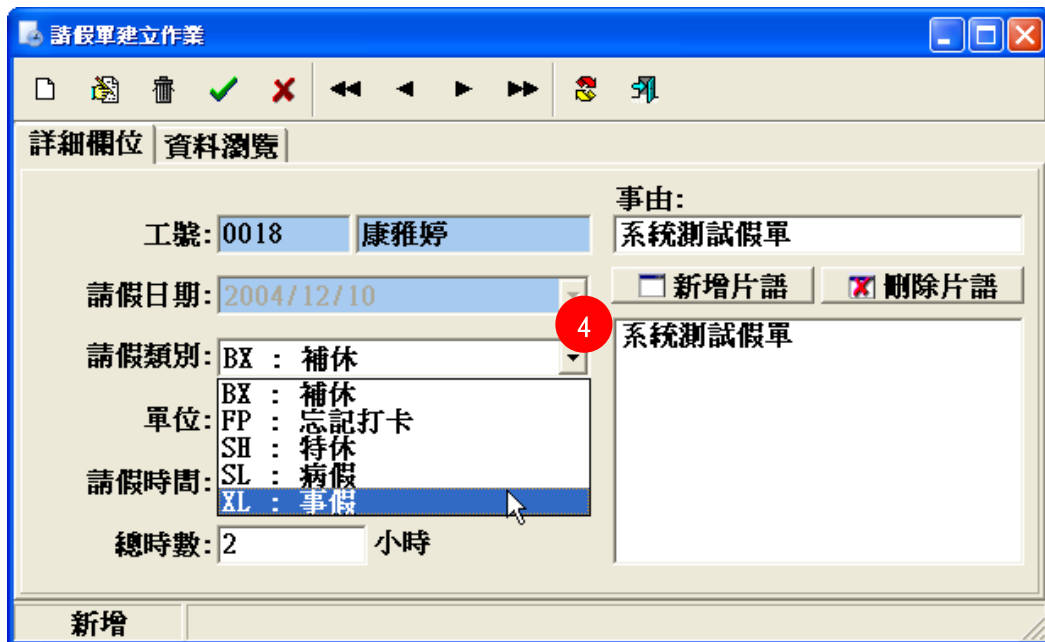 請假單建立作業
詳細欄位 資料瀏覽
工號: 0018 康雅婷
請假日期: 2004/12/10
請假類別: BX : 補休
BX : 補休
FP : 忘記打卡
SH : 特休
SL : 病假
XL : 事假
單位:
請假時間:
總時數: 2 小時
事由:
系統測試假單
新增片語 刪除片語
4
系統測試假單
新增